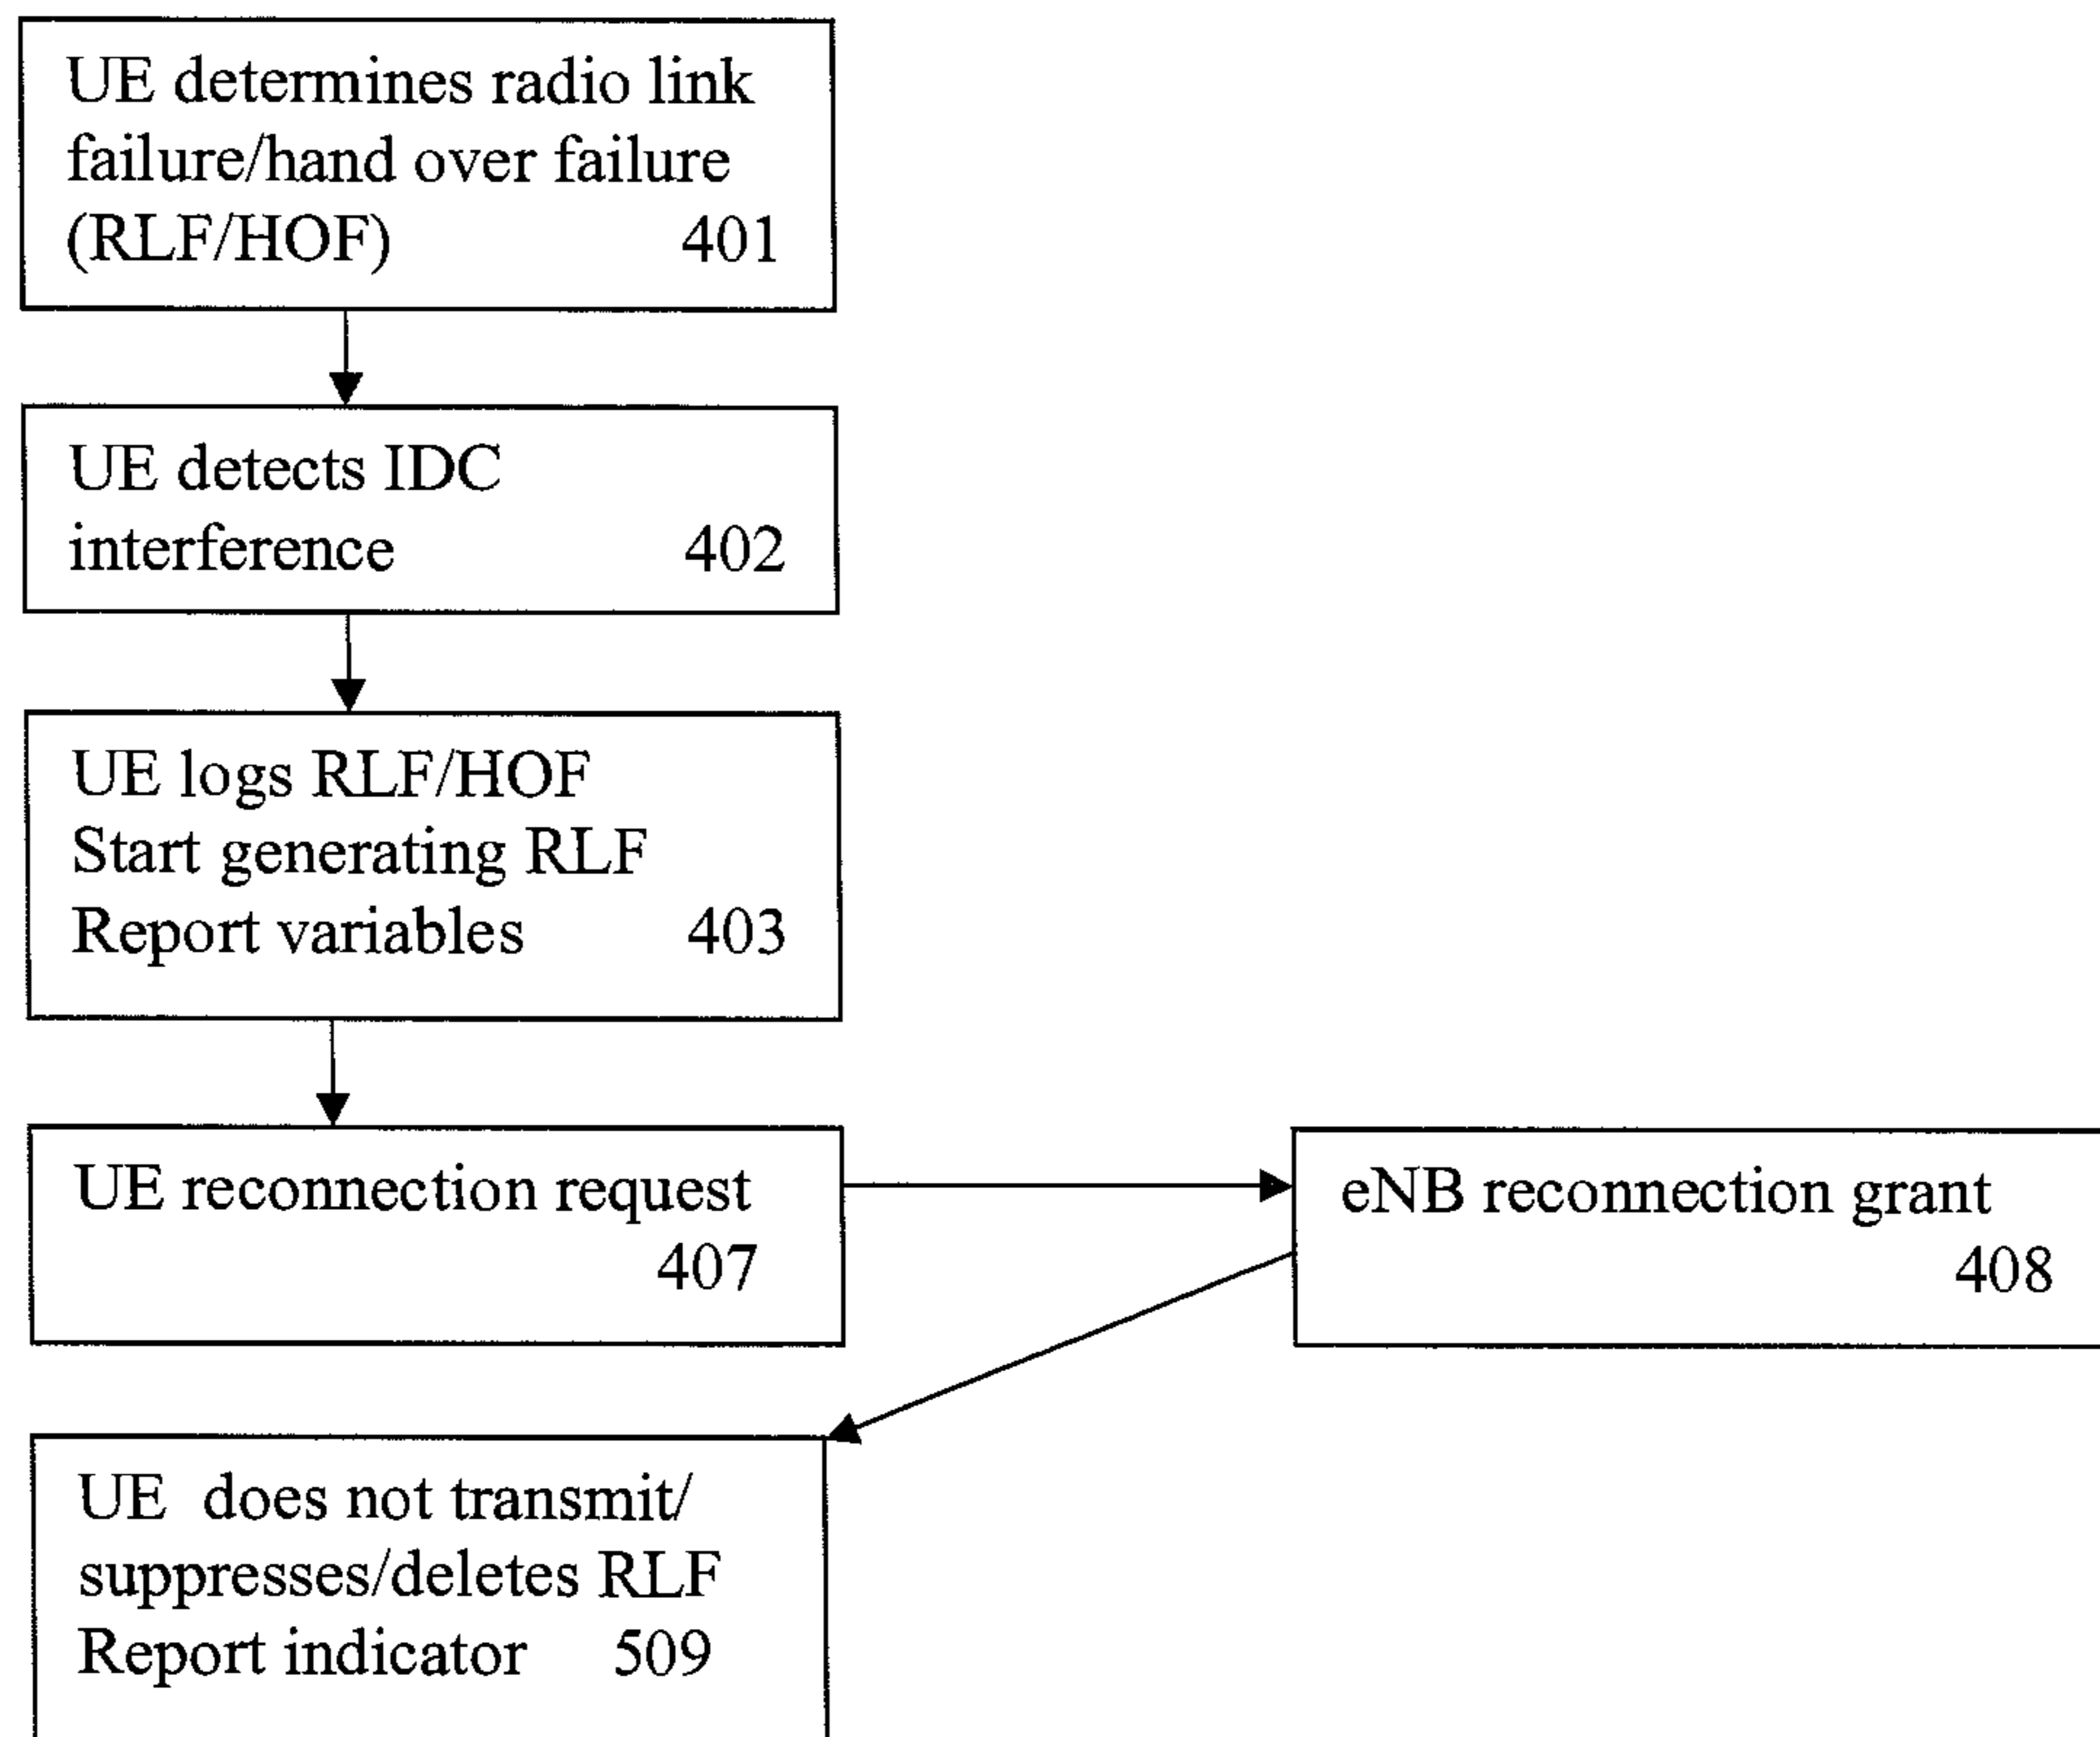 UE determines radio link
failure/hand over failure
(RLF/HOF) 401
UE detects IDC
interference 402
UE logs RLF/HOF
Start generating RLF
Report variables 403
UE reconnection request
407
eNB reconnection grant
408
UE does not transmit/
suppresses/deletes RLF
Report indicator 509